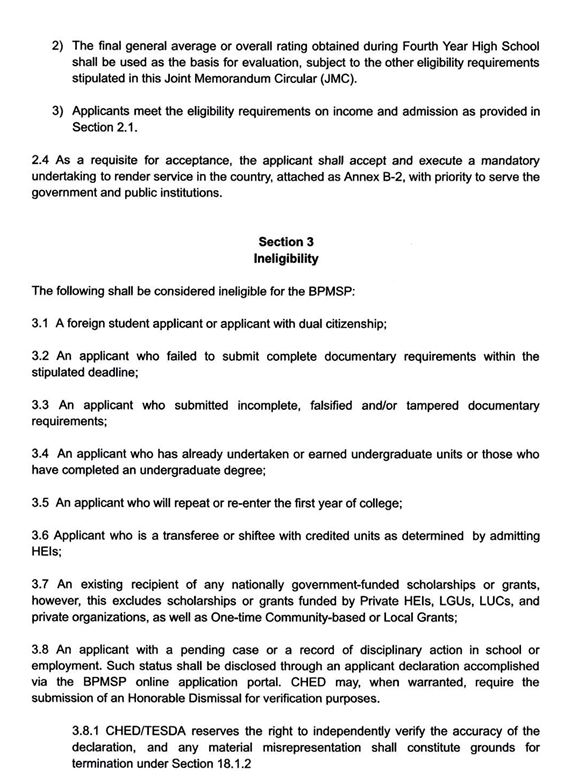 2) The final general average or overall rating obtained during Fourth Year High School
shall be used as the basis for evaluation, subject to the other eligibility requirements
stipulated in this Joint Memorandum Circular (JMC).
3) Applicants meet the eligibility requirements on income and admission as provided in
Section 2.1.
2.4 As a requisite for acceptance, the applicant shall accept and execute a mandatory
undertaking to render service in the country, attached as Annex B-2, with priority to serve the
government and public institutions.
Section 3
Ineligibility
The following shall be considered ineligible for the BPMSP:
3.1 A foreign student applicant or applicant with dual citizenship;
3.2 An applicant who failed to submit complete documentary requirements within the
stipulated deadline;
3.3 An applicant who submitted incomplete, falsified and/or tampered documentary
requirements;
3.4 An applicant who has already undertaken or earned undergraduate units or those who
have completed an undergraduate degree;
3.5 An applicant who will repeat or re-enter the first year of college;
3.6 Applicant who is a transferee or shiftee with credited units as determined by admitting
HEIs;
3.7 An existing recipient of any nationally government-funded scholarships or grants,
however, this excludes scholarships or grants funded by Private HEIs, LGUs, LUCs, and
private organizations, as well as One-time Community-based or Local Grants;
3.8 An applicant with a pending case or a record of disciplinary action in school or
employment. Such status shall be disclosed through an applicant declaration accomplished
via the BPMSP online application portal. CHED may, when warranted, require the
submission of an Honorable Dismissal for verification purposes.
3.8.1 CHED/TESDA reserves the right to independently verify the accuracy of the
declaration, and any material misrepresentation shall constitute grounds for
termination under Section 18.1.2